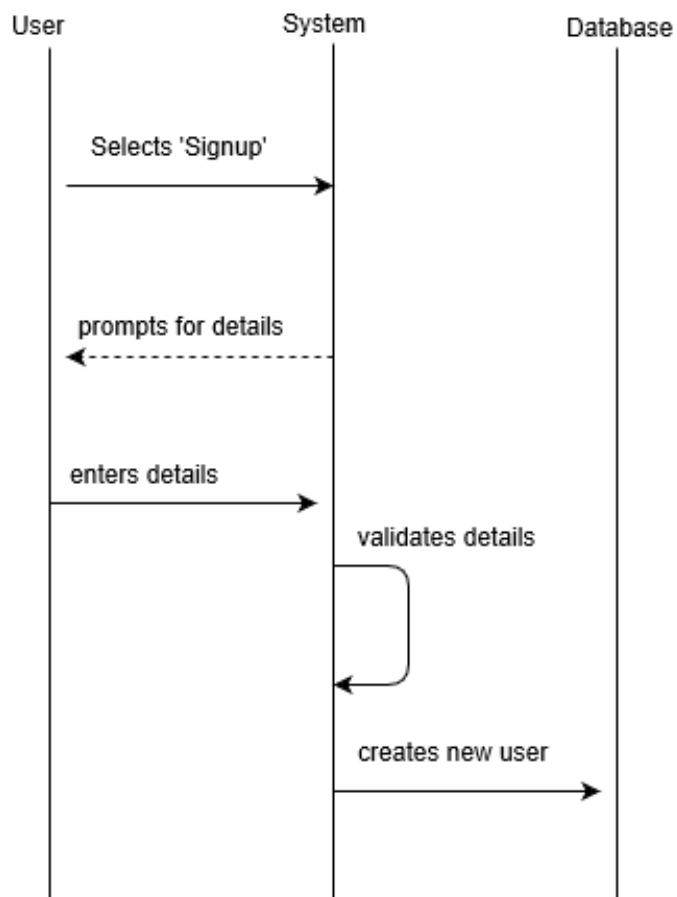 User
System
Database
Selects 'Signup'
prompts for details
enters details
validates details
creates new user